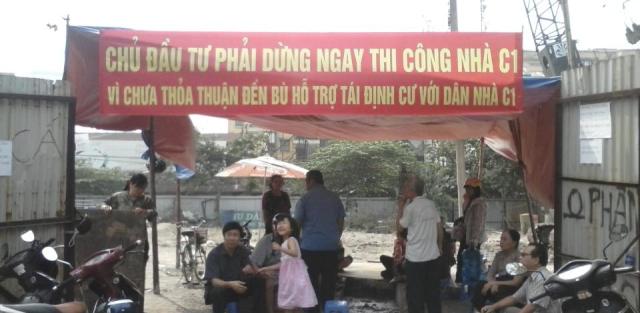 CHỦ ĐẦU TƯ PHẢI DỪNG NGAY THI CÔNG NHÀ C1
VÌ CHƯA THỎA THUẬN ĐỀN BÙ HỖ TRỢ TÁI ĐỊNH CƯ VỚI DÂN NHÀ C1
CÁ